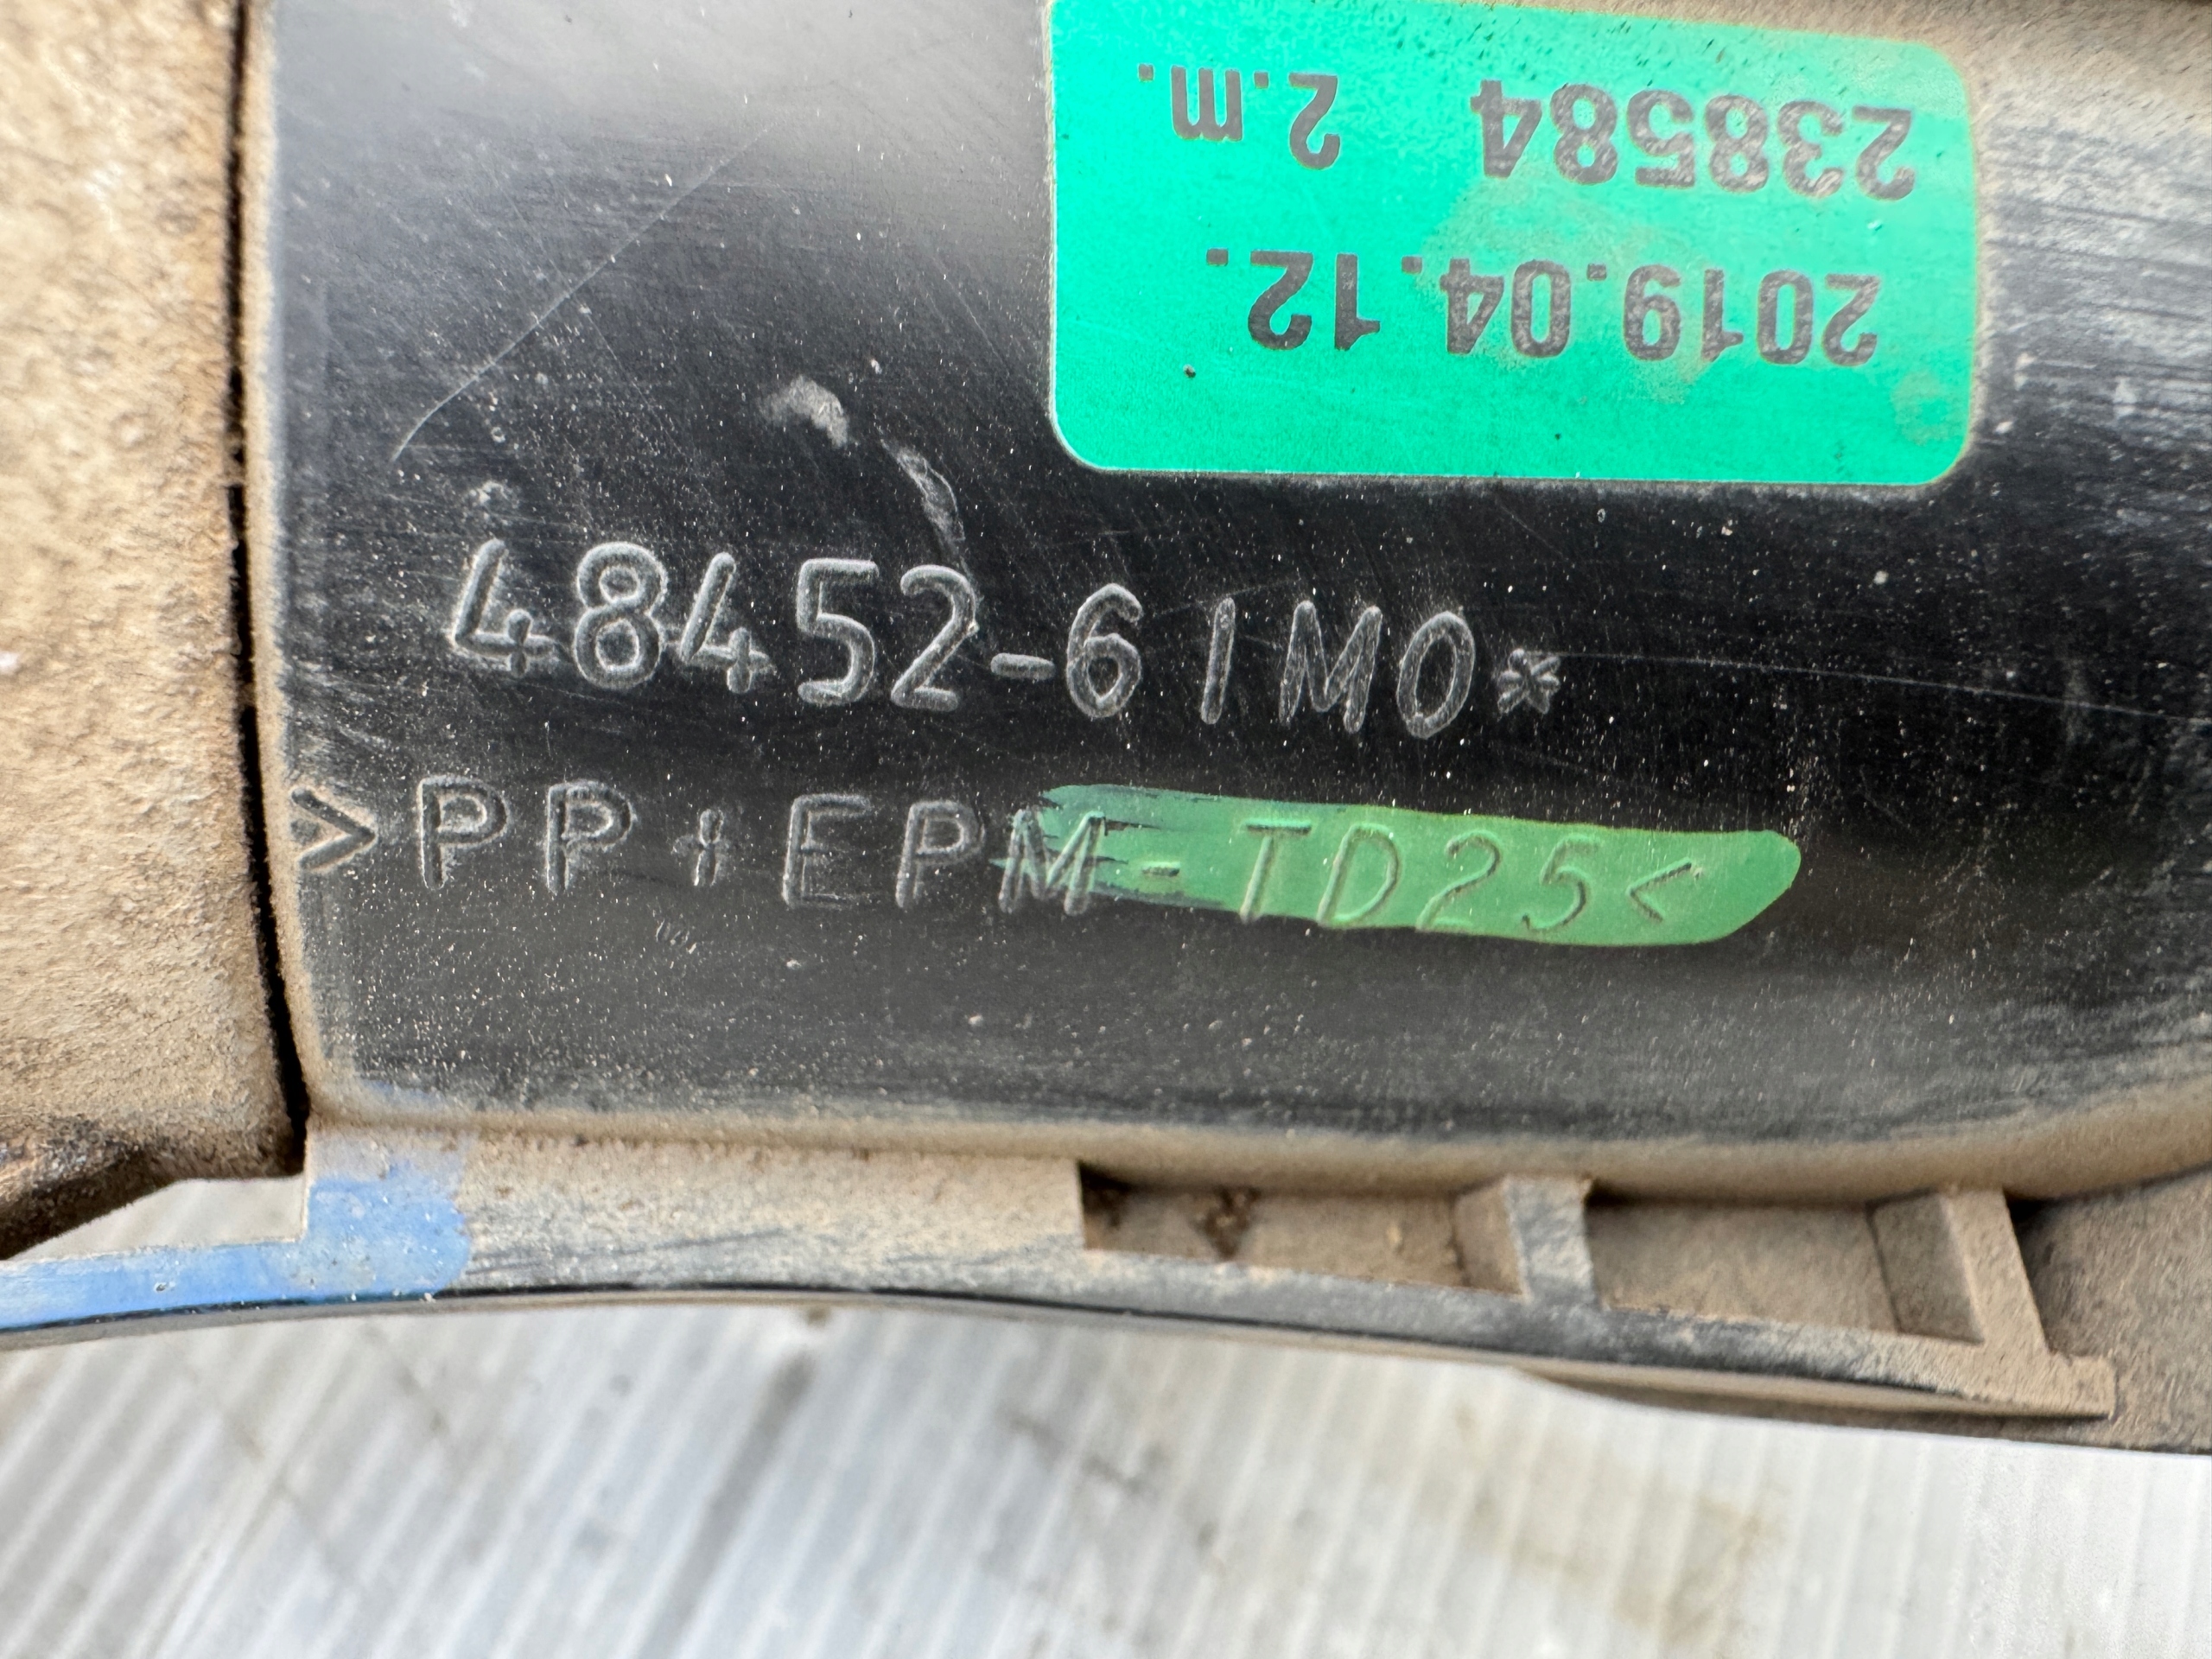 238584 2.m.
2019.04.12.
48452-61M0*
>PP+EPM-TD25<